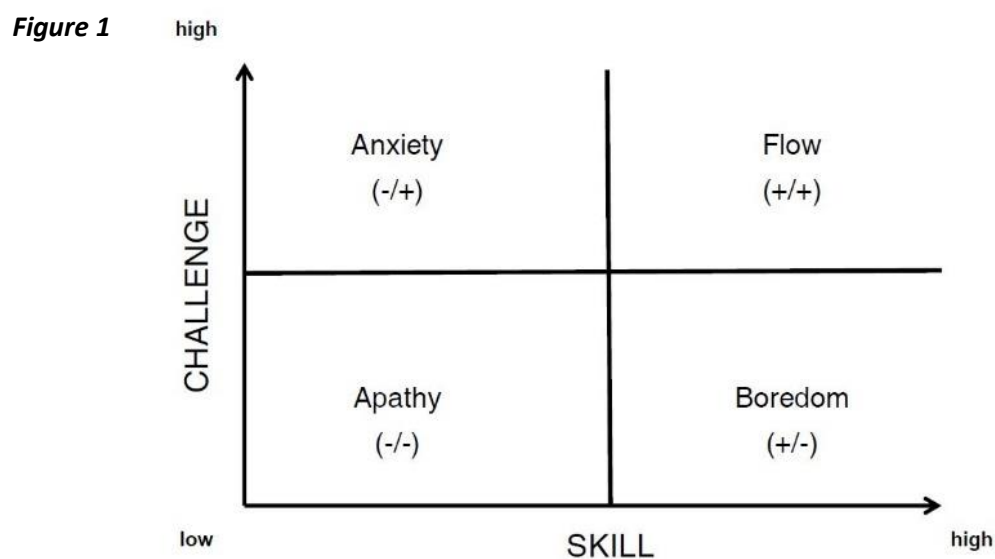 Figure 1
high
Anxiety
(-/+)
Flow
(+/+)
CHALLENGE
Apathy
(-/-)
Boredom
(+/-)
low
SKILL
high